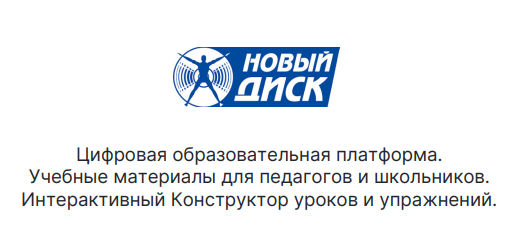 НОВЫЙ
ДИСК
Цифровая образовательная платформа.
Учебные материалы для педагогов и школьников.
Интерактивный Конструктор уроков и упражнений.